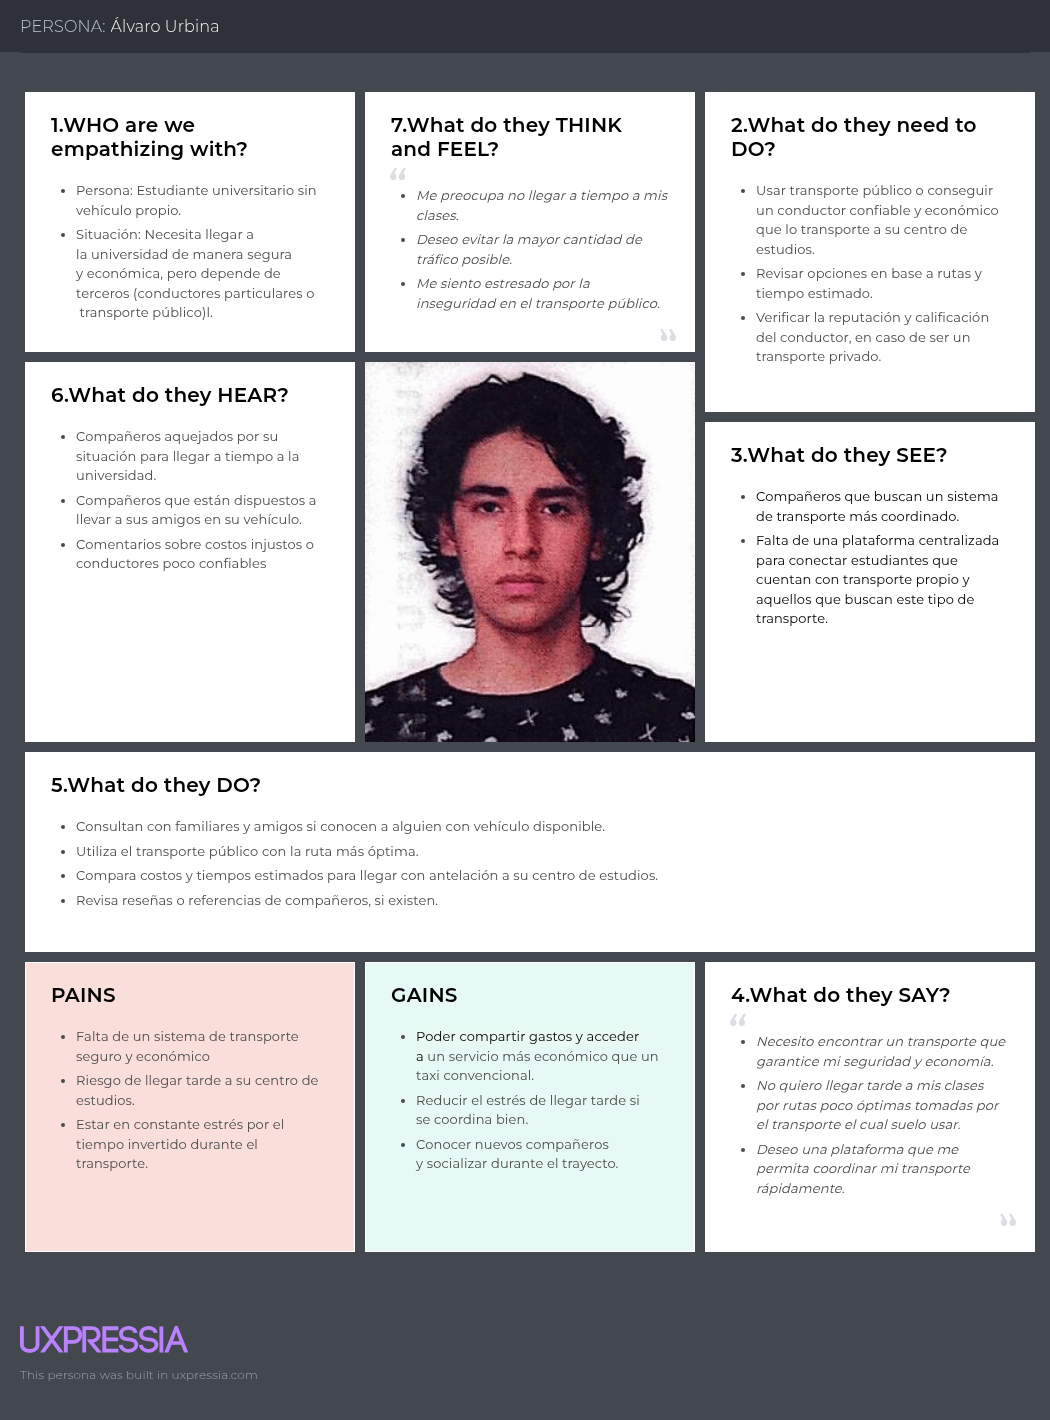 PERSONA: Álvaro Urbina
1.WHO are we
empathizing with?
• Persona: Estudiante universitario sin
vehículo propio.
• Situación: Necesita llegar a
la universidad de manera segura
y económica, pero depende de
terceros (conductores particulares o
transporte público)l.
7.What do they THINK
and FEEL?
“
• Me preocupa no llegar a tiempo a mis
clases.
• Deseo evitar la mayor cantidad de
tráfico posible.
• Me siento estresado por la
inseguridad en el transporte público.
”
2.What do they need to
DO?
• Usar transporte público o conseguir
un conductor confiable y económico
que lo transporte a su centro de
estudios.
• Revisar opciones en base a rutas y
tiempo estimado.
• Verificar la reputación y calificación
del conductor, en caso de ser un
transporte privado.
6.What do they HEAR?
• Compañeros aquejados por su
situación para llegar a tiempo a la
universidad.
• Compañeros que están dispuestos a
llevar a sus amigos en su vehículo.
• Comentarios sobre costos injustos o
conductores poco confiables
3.What do they SEE?
• Compañeros que buscan un sistema
de transporte más coordinado.
• Falta de una plataforma centralizada
para conectar estudiantes que
cuentan con transporte propio y
aquellos que buscan este tipo de
transporte.
5.What do they DO?
• Consultan con familiares y amigos si conocen a alguien con vehículo disponible.
• Utiliza el transporte público con la ruta más óptima.
• Compara costos y tiempos estimados para llegar con antelación a su centro de estudios.
• Revisa reseñas o referencias de compañeros, si existen.
PAINS
• Falta de un sistema de transporte
seguro y económico
• Riesgo de llegar tarde a su centro de
estudios.
• Estar en constante estrés por el
tiempo invertido durante el
transporte.
GAINS
• Poder compartir gastos y acceder
a un servicio más económico que un
taxi convencional.
• Reducir el estrés de llegar tarde si
se coordina bien.
• Conocer nuevos compañeros
y socializar durante el trayecto.
4.What do they SAY?
“
• Necesito encontrar un transporte que
garantice mi seguridad y economía.
• No quiero llegar tarde a mis clases
por rutas poco óptimas tomadas por
el transporte el cual suelo usar.
• Deseo una plataforma que me
permita coordinar mi transporte
rápidamente.
”
UXPRESSIA
This persona was built in uxpressia.com